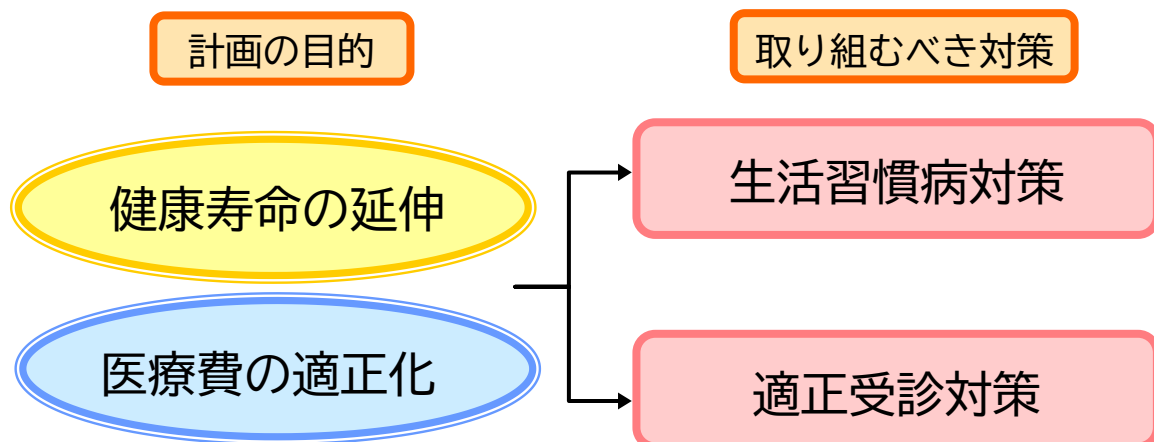 計画の目的
取り組むべき対策
健康寿命の延伸
生活習慣病対策
医療費の適正化
適正受診対策